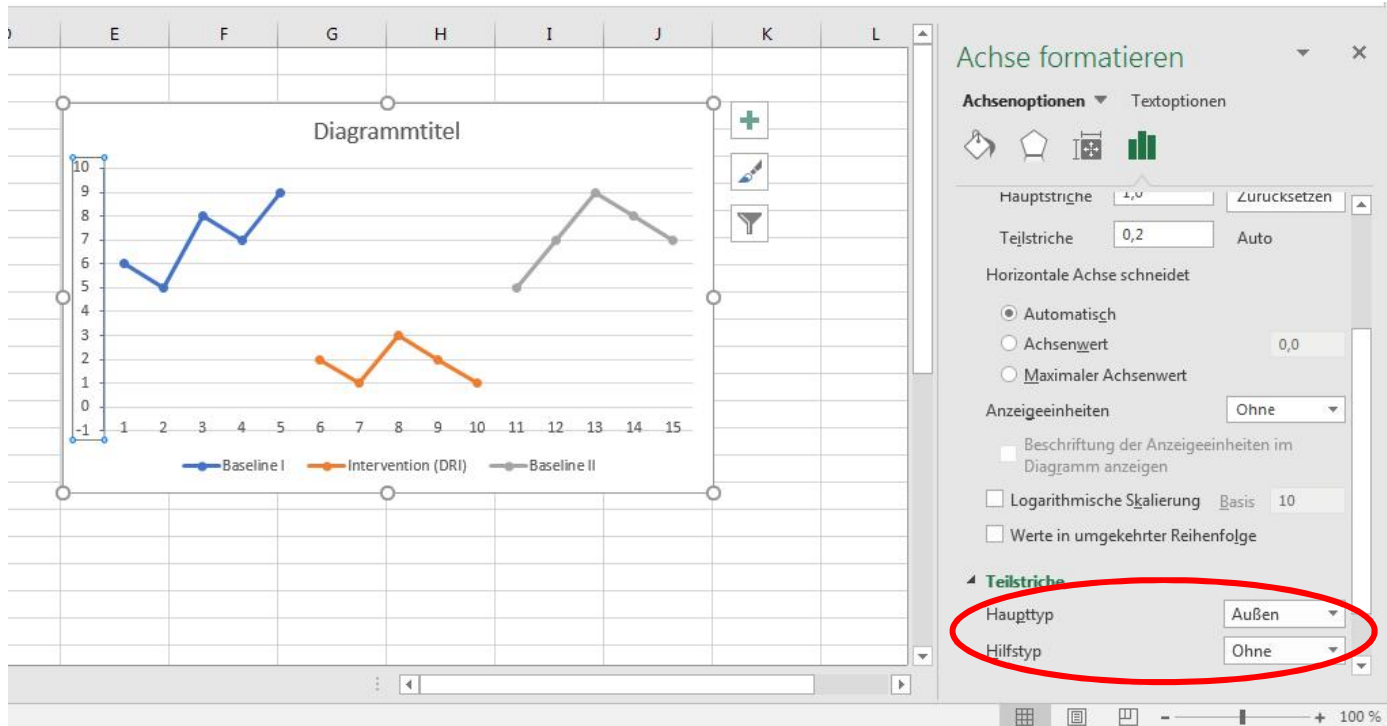 E F G H I J K L
Diagrammtitel
10
9
8
7
6
5
4
3
2
1
0
-1
1 2 3 4 5 6 7 8 9 10 11 12 13 14 15
Baseline I Intervention (DRI) Baseline II
Achse formatieren
Achsenoptionen Textoptionen
Hauptstriche 1,0 Zurücksetzen
Teilstriche 0,2 Auto
Horizontale Achse schneidet
Automatisch
Achsenwert 0,0
Maximaler Achsenwert
Anzeigeeinheiten Ohne
Beschriftung der Anzeigeeinheiten im
Diagramm anzeigen
Logarithmische Skalierung Basis 10
Werte in umgekehrter Reihenfolge
Teilstriche
Haupttyp Außen
Hilfstyp Ohne
100 %